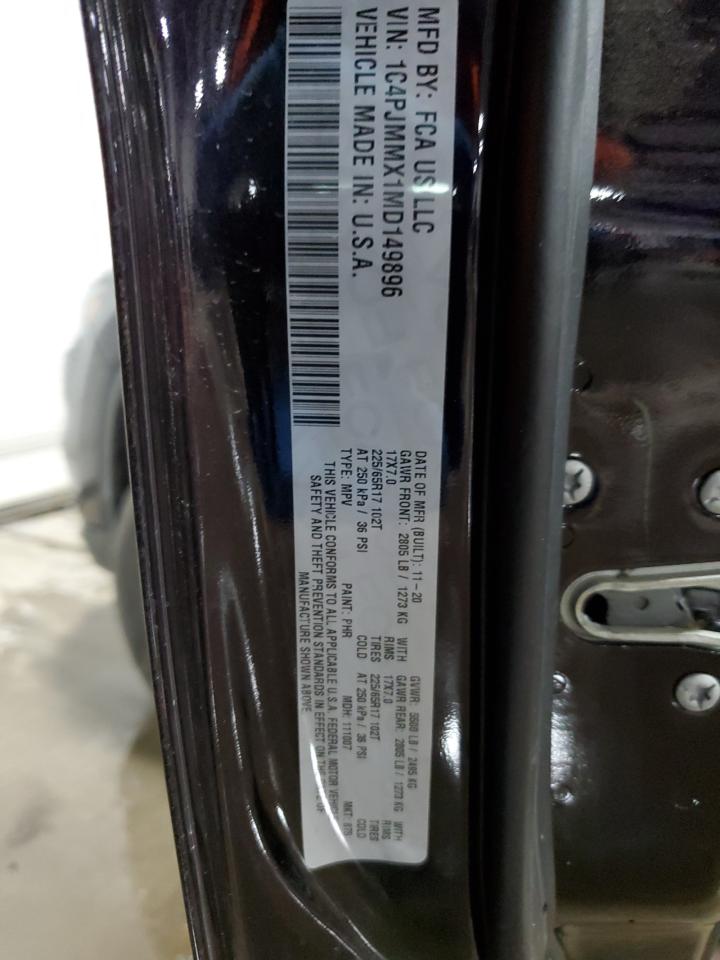 MFD BY: FCA US LLC
VIN: 1C4PJMMX1MD149896
VEHICLE MADE IN: U.S.A.
DATE OF MFR (BUILT): 11-20 GVWR: 5500 LB / 2495 KG
GAWR FRONT: 2805 LB / 1273 KG WITH GAWR REAR: 2805 LB / 1273 KG WITH
17X7.0 RIMS 17X7.0 RIMS
225/65R17 102T TIRES 225/65R17 102T TIRES
AT 250 kPa / 36 PSI COLD AT 250 kPa / 36 PSI COLD
TYPE: MPV PAINT: PHR MDH: 111007 MKT:
THIS VEHICLE CONFORMS TO ALL APPLICABLE U.S.A. FEDERAL MOTOR VEHICLE
SAFETY AND THEFT PREVENTION STANDARDS IN EFFECT ON THE DATE OF
MANUFACTURE SHOWN ABOVE